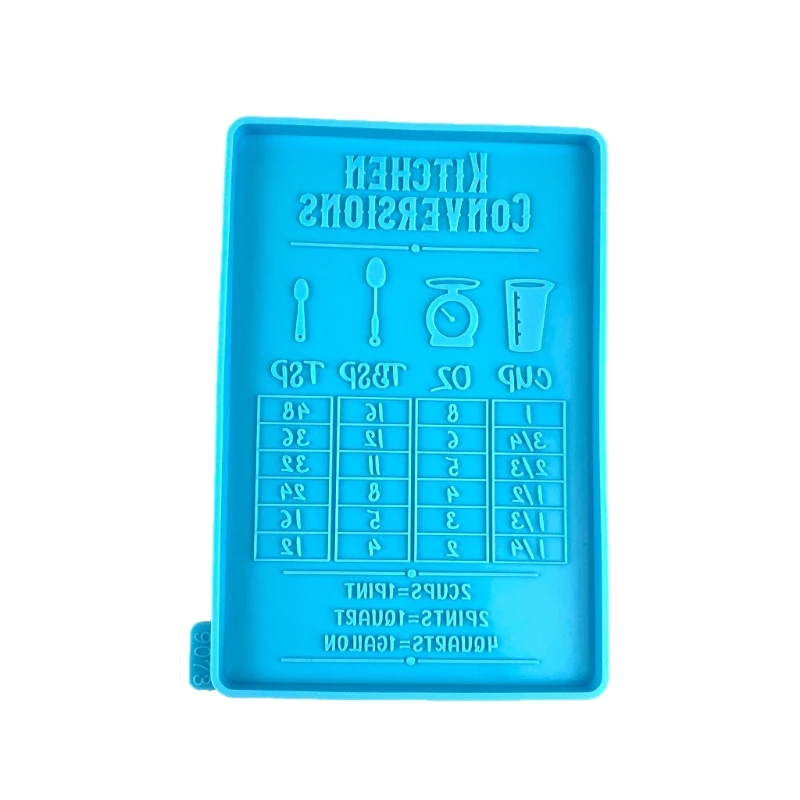 KITCHEN
CONVERSIONS
CUP OZ TBSP TSP
1 8 16 48
3/4 6 12 36
2/3 5 11 32
1/2 4 8 24
1/3 3 5 16
1/4 2 4 12
2CUPS=1PINT
2PINTS=1QUART
4QUARTS=1GALLON
9073